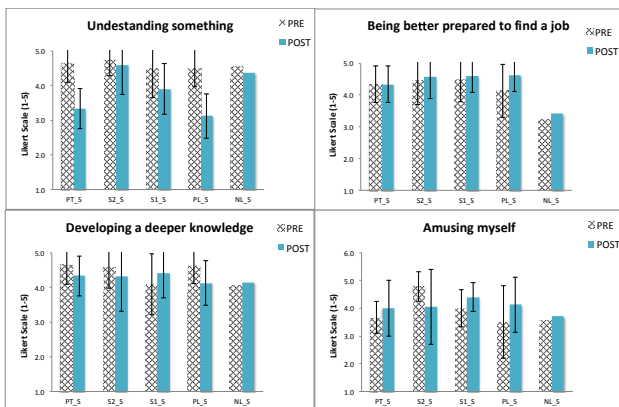 Undestanding something
PRE
POST
Likert Scale (1-5)
5.0
4.0
3.0
2.0
1.0
PT_S
S2_S
S1_S
PL_S
NL_S
Being better prepared to find a job
PRE
POST
Likert Scale (1-5)
5.0
4.0
3.0
2.0
1.0
PT_S
S2_S
S1_S
PL_S
NL_S
Developing a deeper knowledge
PRE
POST
Likert Scale (1-5)
5.0
4.0
3.0
2.0
1.0
PT_S
S2_S
S1_S
PL_S
NL_S
Amusing myself
PRE
POST
Likert Scale (1-5)
6.0
5.0
4.0
3.0
2.0
1.0
PT_S
S2_S
S1_S
PL_S
NL_S